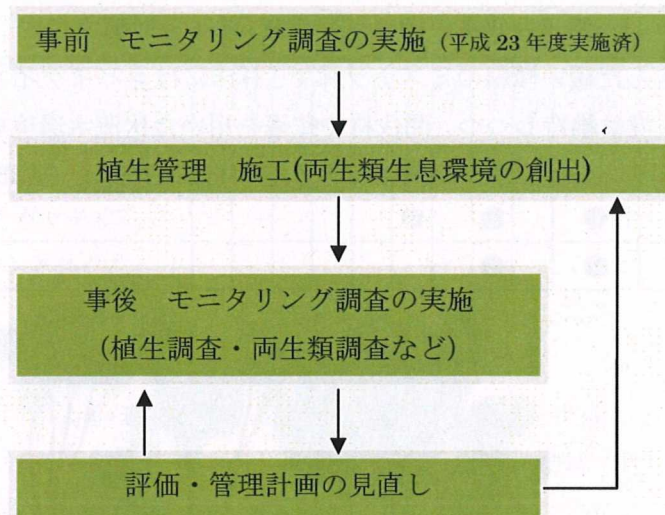 事前　モニタリング調査の実施（平成 23 年度実施済）
植生管理　施工(両生類生息環境の創出)
事後　モニタリング調査の実施
(植生調査・両生類調査など)
評価・管理計画の見直し